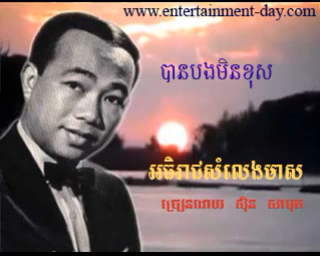 www.entertainment-day.com
បានបងមិនខុស
អធិរាជសំលេងមាស
ច្រៀងដោយ ស៊ិន សាមុត